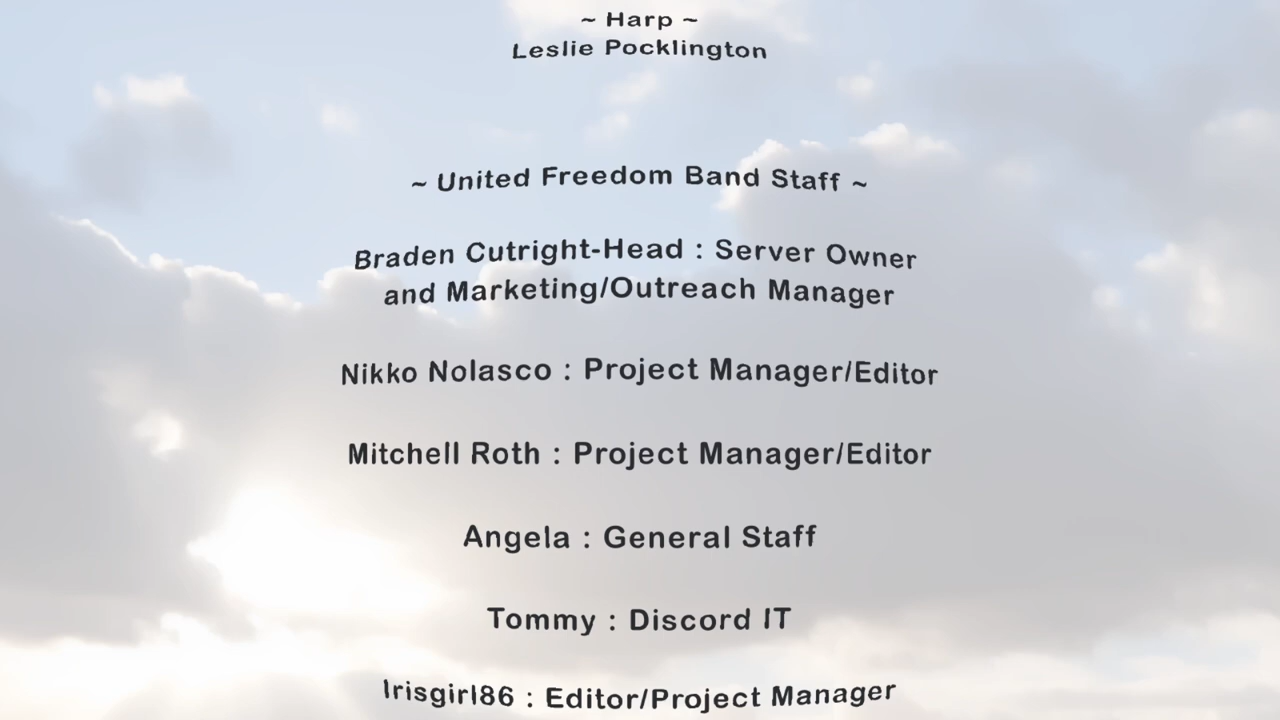 ~ Harp ~
Leslie Pocklington
~ United Freedom Band Staff ~
Braden Cutright-Head : Server Owner
and Marketing/Outreach Manager
Nikko Nolasco : Project Manager/Editor
Mitchell Roth : Project Manager/Editor
Angela : General Staff
Tommy : Discord IT
Irisgirl86 : Editor/Project Manager